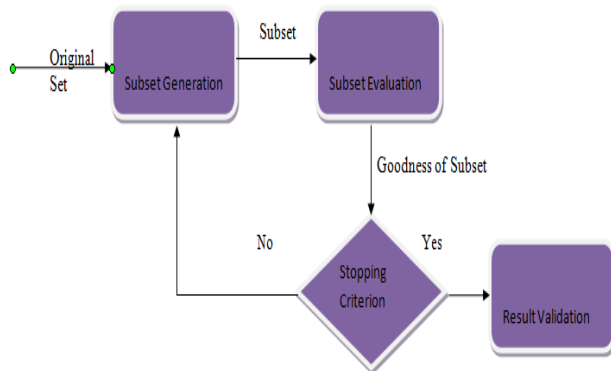 Original
Set
Subset Generation
Subset
Subset Evaluation
Goodness of Subset
No
Yes
Stopping
Criterion
Result Validation